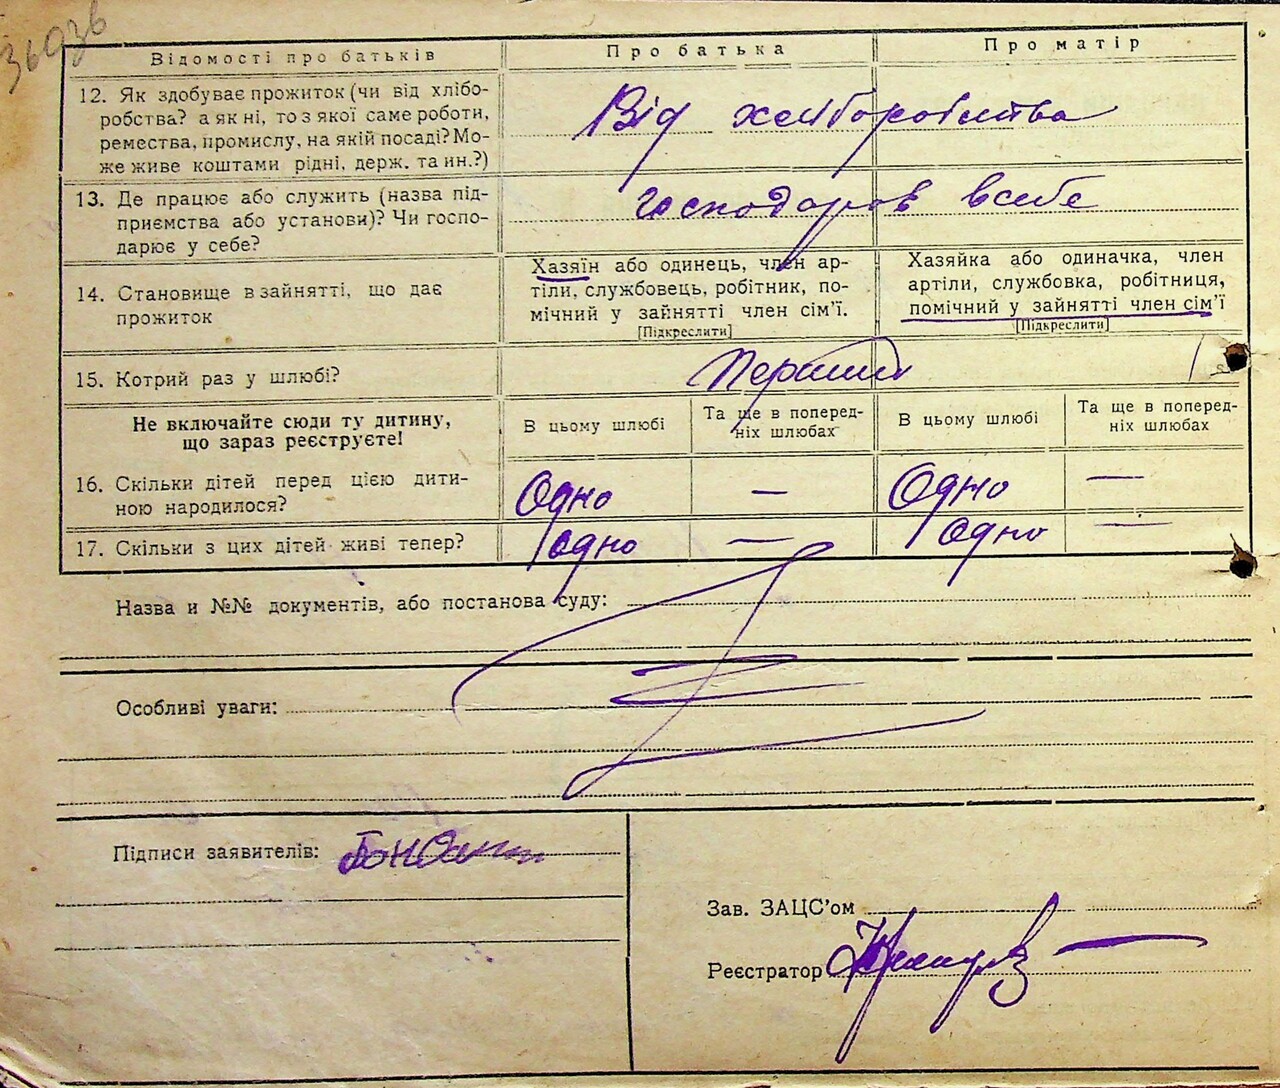 36036
Відомості про батьків Про батька Про матір
12. Як здобуває прожиток (чи від хлібо-
робства? а як ні, то з якої саме роботи,
ремества, промислу, на якій посаді? Мо-
же живе коштами рідні, держ. та ин.?)
Від хліборобства
13. Де працює або служить (назва під-
приємства або установи)? Чи госпо-
дарює у себе?
господарюв всебе
14. Становище в зайнятті, що дає
прожиток
Хазяїн або одинець, член ар-
тіли, службовець, робітник, по-
мічний у зайнятті член сім'ї.
[Підкреслити]
Хазяйка або одиначка, член
артіли, службовка, робітниця,
помічний у зайнятті член сім'ї
[Підкреслити]
15. Котрий раз у шлюбі?
Перший
Не включайте сюди ту дитину,
що зараз реєструєте!
В цьому шлюбі
Та ще в поперед-
ніх шлюбах
В цьому шлюбі
Та ще в поперед-
ніх шлюбах
16. Скільки дітей перед цією дити-
ною народилося?
Одно — Одно —
17. Скільки з цих дітей живі тепер? одно — одно —
Назва и №№ документів, або постанова суду:
Особливі уваги:
Підписи заявителів:
Зав. ЗАЦС'ом
Реєстратор